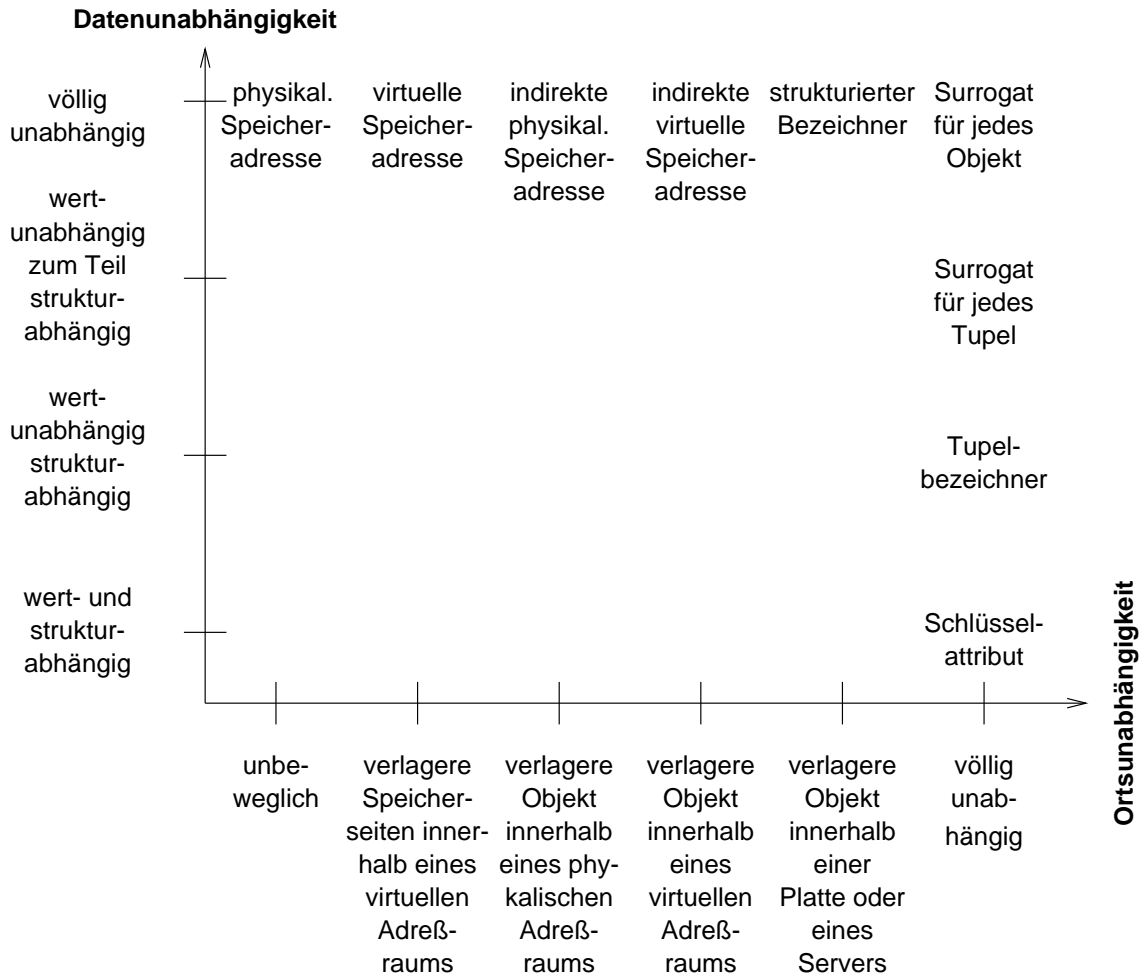 Datenunabhängigkeit
völlig
unabhängig
physikal.
Speicher-
adresse
virtuelle
Speicher-
adresse
indirekte
physikal.
Speicher-
adresse
indirekte
virtuelle
Speicher-
adresse
strukturierter
Bezeichner
Surrogat
für jedes
Objekt
wert-
unabhängig
zum Teil
struktur-
abhängig
Surrogat
für jedes
Tupel
wert-
unabhängig
struktur-
abhängig
Tupel-
bezeichner
wert- und
struktur-
abhängig
Schlüssel-
attribut
Ortsunabhängigkeit
unbe-
weglich
verlagere
Speicher-
seiten inner-
halb eines
virtuellen
Adreß-
raums
verlagere
Objekt
innerhalb
eines phy-
kalischen
Adreß-
raums
verlagere
Objekt
innerhalb
eines
virtuellen
Adreß-
raums
verlagere
Objekt
innerhalb
einer
Platte oder
eines
Servers
völlig
unab-
hängig